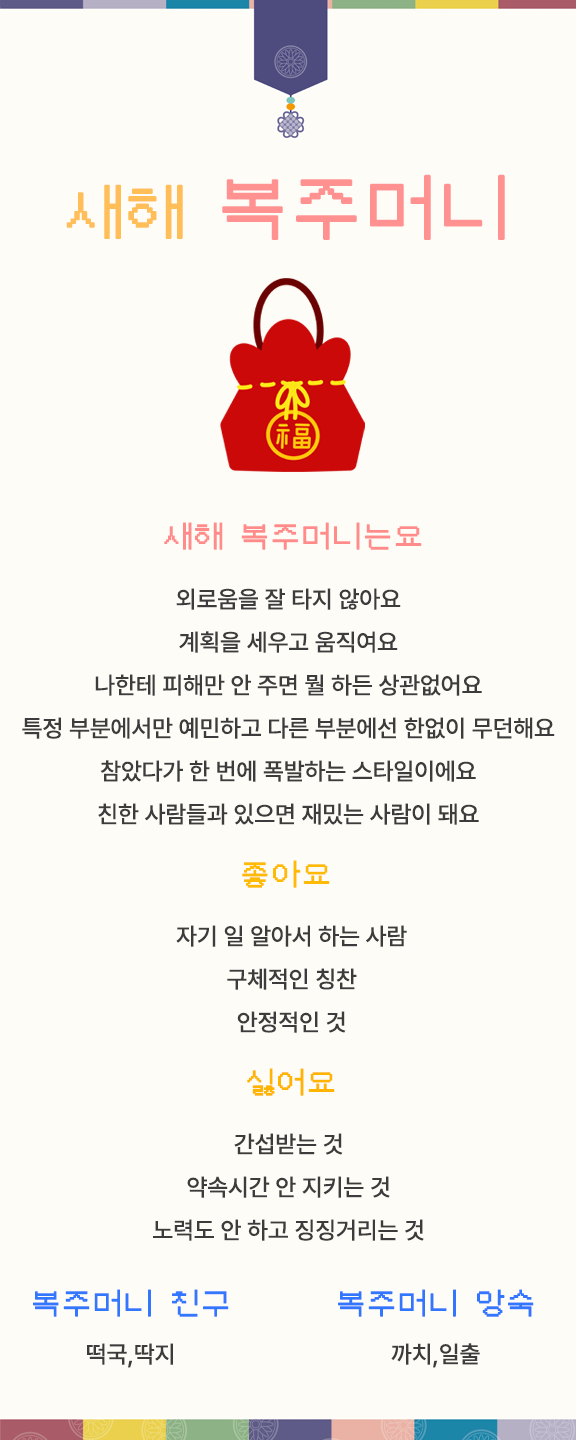 새해 복주머니
福
새해 복주머니는요
외로움을 잘 타지 않아요
계획을 세우고 움직여요
나한테 피해만 안 주면 뭘 하든 상관없어요
특정 부분에서만 예민하고 다른 부분에선 한없이 무던해요
참았다가 한 번에 폭발하는 스타일이에요
친한 사람들과 있으면 재밌는 사람이 돼요
좋아요
자기 일 알아서 하는 사람
구체적인 칭찬
안정적인 것
싫어요
간섭받는 것
약속시간 안 지키는 것
노력도 안 하고 징징거리는 것
복주머니 친구
떡국,딱지
복주머니 앙숙
까치,일출